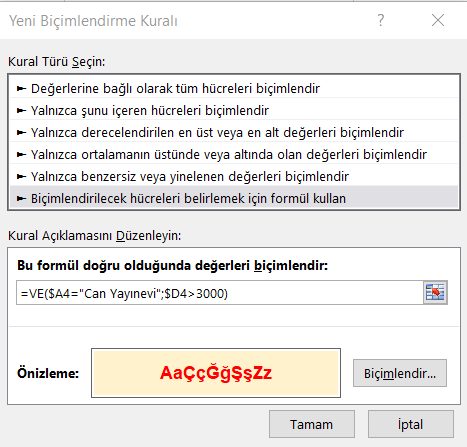 Yeni Biçimlendirme Kuralı
Kural Türü Seçin:
► Değerlerine bağlı olarak tüm hücreleri biçimlendir
► Yalnızca şunu içeren hücreleri biçimlendir
► Yalnızca derecelendirilen en üst veya en alt değerleri biçimlendir
► Yalnızca ortalamanın üstünde veya altında olan değerleri biçimlendir
► Yalnızca benzersiz veya yinelenen değerleri biçimlendir
► Biçimlendirilecek hücreleri belirlemek için formül kullan
Kural Açıklamasını Düzenleyin:
Bu formül doğru olduğunda değerleri biçimlendir:
=VE($A4="Can Yayınevi";$D4>3000)
Önizleme: AaÇçĞğŞşZz Biçimlendir...
Tamam İptal